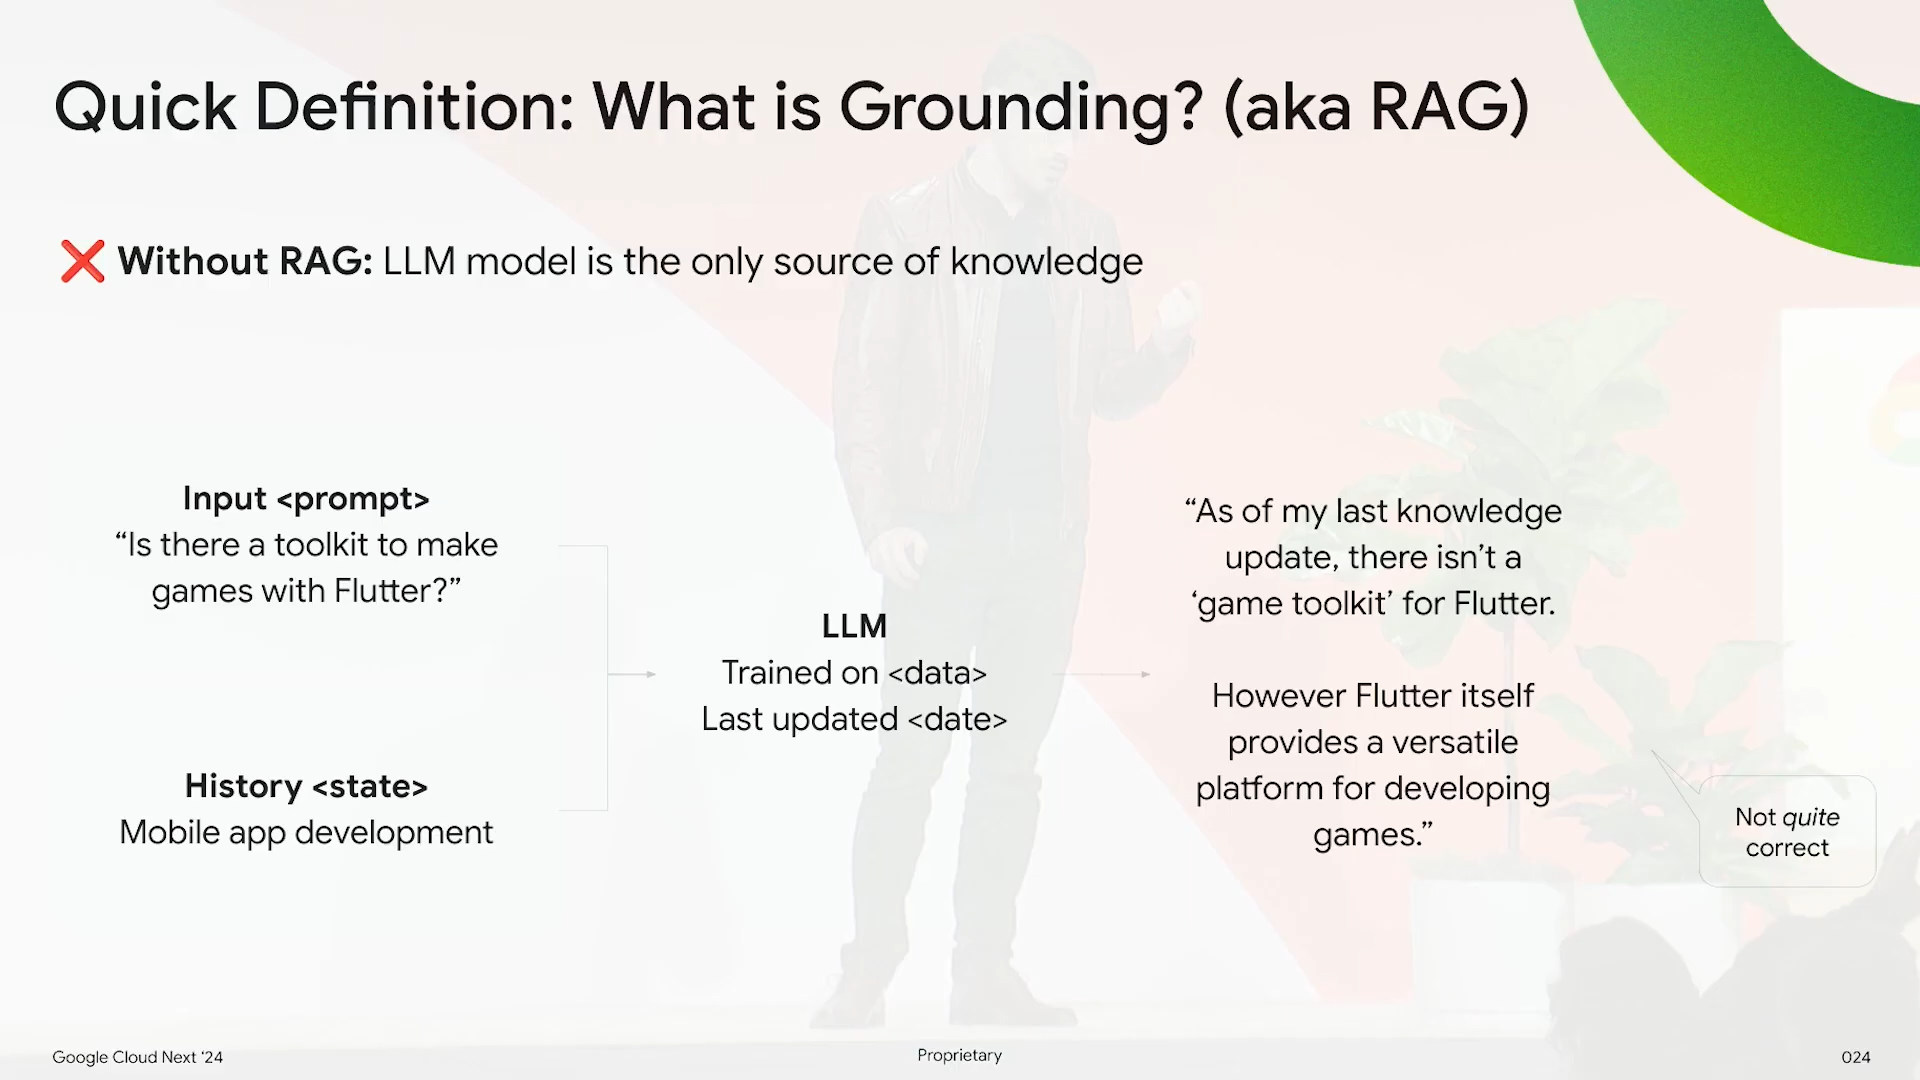 Quick Definition: What is Grounding? (aka RAG)
❌ Without RAG: LLM model is the only source of knowledge
Input <prompt>
“Is there a toolkit to make
games with Flutter?”
History <state>
Mobile app development
LLM
Trained on <data>
Last updated <date>
“As of my last knowledge
update, there isn’t a
‘game toolkit’ for Flutter.
However Flutter itself
provides a versatile
platform for developing
games.”
Not quite
correct
Google Cloud Next ‘24
Proprietary
024